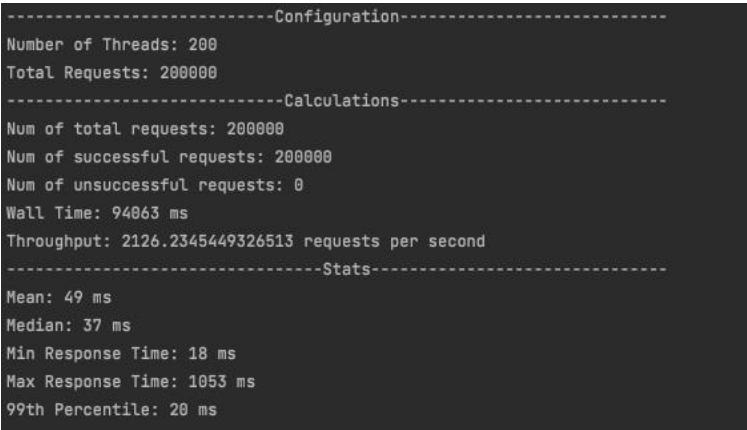 ----------------------------Configuration----------------------------
Number of Threads: 200
Total Requests: 200000
-----------------------------Calculations----------------------------
Num of total requests: 200000
Num of successful requests: 200000
Num of unsuccessful requests: 0
Wall Time: 94063 ms
Throughput: 2126.2345449326513 requests per second
---------------------------------Stats-------------------------------
Mean: 49 ms
Median: 37 ms
Min Response Time: 18 ms
Max Response Time: 1053 ms
99th Percentile: 20 ms